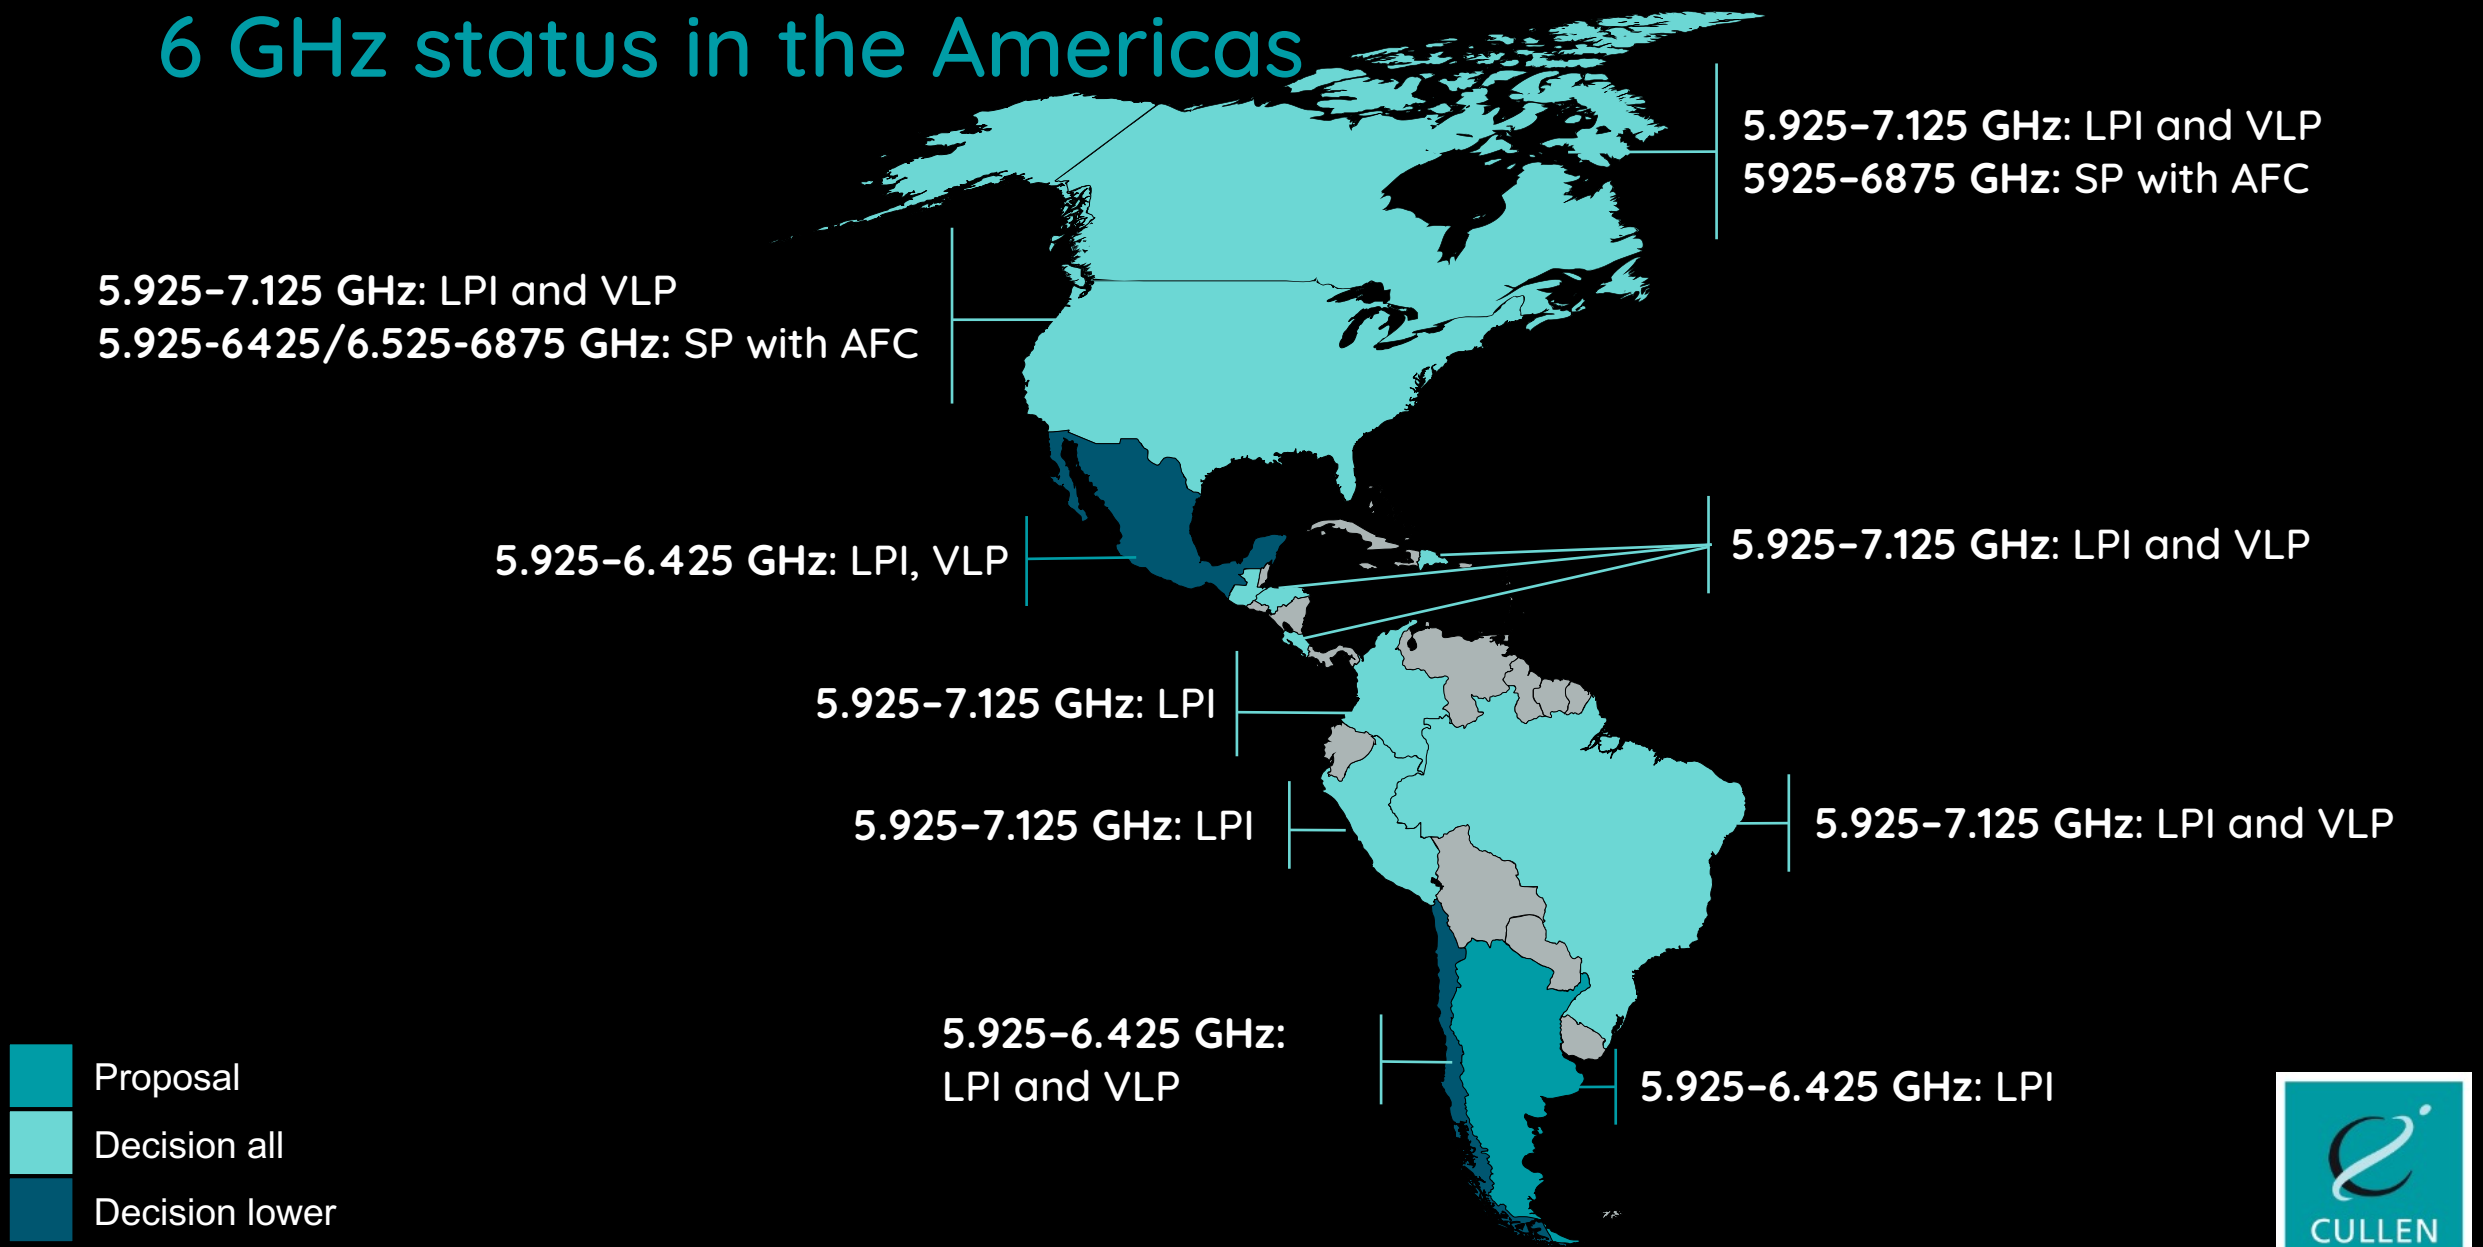 6 GHz status in the Americas
5.925–7.125 GHz: LPI and VLP
5925–6875 GHz: SP with AFC
5.925–7.125 GHz: LPI and VLP
5.925-6425/6.525-6875 GHz: SP with AFC
5.925–6.425 GHz: LPI, VLP
5.925–7.125 GHz: LPI and VLP
5.925–7.125 GHz: LPI
5.925–7.125 GHz: LPI
5.925–7.125 GHz: LPI and VLP
5.925–6.425 GHz:
LPI and VLP
5.925–6.425 GHz: LPI
Proposal
Decision all
Decision lower
CULLEN